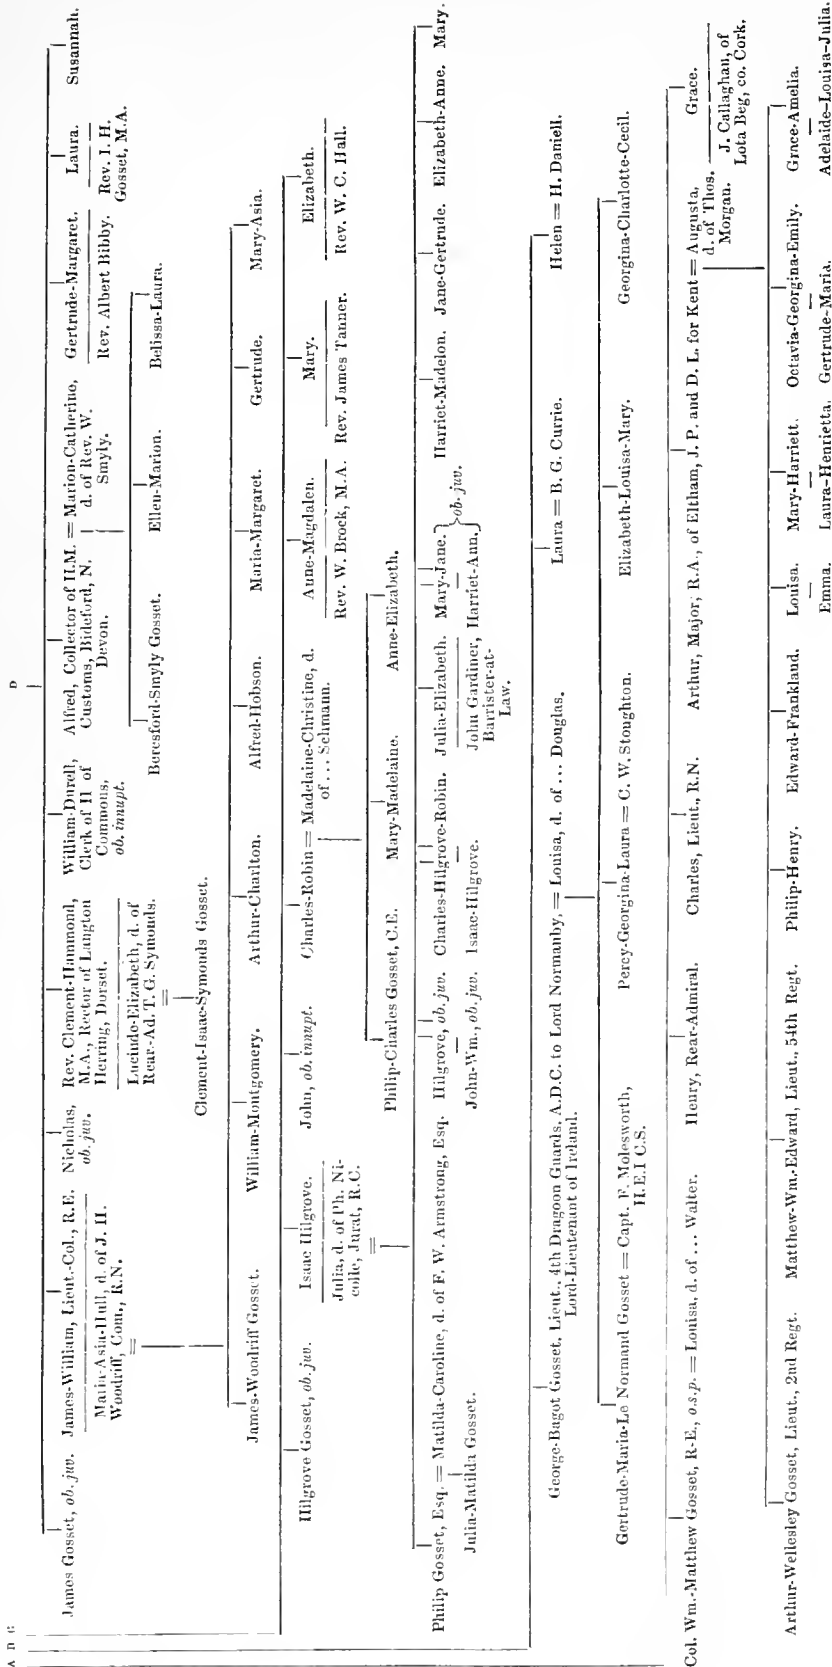 A B C
D
James Gosset, ob. juv.
James-William, Lieut.-Col., R.E.
Maria-Asia-Hull, d. of J. H.
Woodriff, Com., R.N.
Nicholas,
ob. juv.
Rev. Clement-Hammond,
M.A., Rector of Langton
Herring, Dorset.
Lucinde-Elizabeth, d. of
Rear-Ad. T. G. Symonds.
William-Durell,
Clerk of H of
Commons,
ob. innupt.
Alfred, Collector of H.M. = Marion-Catherine,
Customs, Bideford, N. d. of Rev. W.
Devon. Smyly.
Gertrude-Margaret.
Rev. Albert Bibby.
Laura.
Rev. I. H.
Gosset, M.A.
Susannah.
Clement-Isaac-Symonds Gosset.
Beresford-Smyly Gosset.
Ellen-Marion.
Belissa-Laura.
James-Woodriff Gosset.
William-Montgomery.
Arthur-Charlton.
Alfred-Hobson.
Maria-Margaret.
Gertrude.
Mary-Asia.
Hilgrove Gosset, ob. juv.
Isaac Hilgrove.
Julia, d. of Ph. Ni-
colle, Jurat, R.C.
John, ob. innupt.
Charles-Robin = Madelaine-Christine, d.
of ... Schmann.
Anne-Magdalen.
Rev. W. Brock, M.A.
Mary.
Rev. James Tanner.
Elizabeth.
Rev. W. C. Hall.
Philip-Charles Gosset, C.E.
Mary-Madelaine.
Anne-Elizabeth.
Philip Gosset, Esq. = Matilda-Caroline, d. of F. W. Armstrong, Esq.
Julia-Matilda Gosset.
Hilgrove, ob. juv.
John-Wm., ob. juv.
Charles-Hilgrove-Robin.
Isaac-Hilgrove.
Julia-Elizabeth.
John Gardiner,
Barrister-at-
Law.
Mary-Jane.
Harriet-Ann.
ob. juv.
Harriet-Madelon.
Jane-Gertrude.
Elizabeth-Anne.
Mary.
George-Bagot Gosset, Lieut., 4th Dragoon Guards, A.D.C. to Lord Normanby, = Louisa, d. of ... Douglas.
Lord-Lieutenant of Ireland.
Laura = B. G. Currie.
Helen = H. Daniell.
Gertrude-Maria-Le Normand Gosset = Capt. F. Molesworth,
H.E.I C.S.
Percy-Georgina-Laura = C. W. Stoughton.
Elizabeth-Louisa-Mary.
Georgina-Charlotte-Cecil.
Col. Wm.-Matthew Gosset, R-E., o.s.p. = Louisa, d. of ... Walter.
Henry, Rear-Admiral.
Charles, Lieut., R.N.
Arthur, Major, R.A., of Eltham, J. P. and D. L. for Kent = Augusta,
d. of Thos.
Morgan.
Grace.
J. Callaghan, of
Lota Beg, co. Cork.
Arthur-Wellesley Gosset, Lieut., 2nd Regt.
Matthew-Wm.-Edward, Lieut., 54th Regt.
Philip-Henry.
Edward-Frankland.
Louisa.
Mary-Harriett.
Octavia-Georgina-Emily.
Grace-Amelia.
Emma.
Laura-Henrietta.
Gertrude-Maria.
Adelaide-Louisa-Julia.